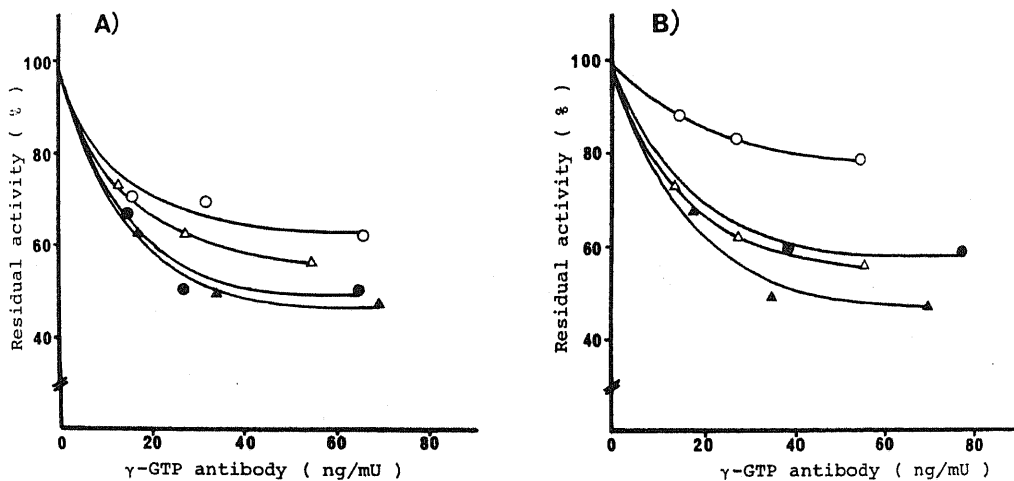 A)
Residual activity ( % )
100
80
60
40
0 20 40 60 80
γ-GTP antibody ( ng/mU )
B)
Residual activity ( % )
100
80
60
40
0 20 40 60 80
γ-GTP antibody ( ng/mU )